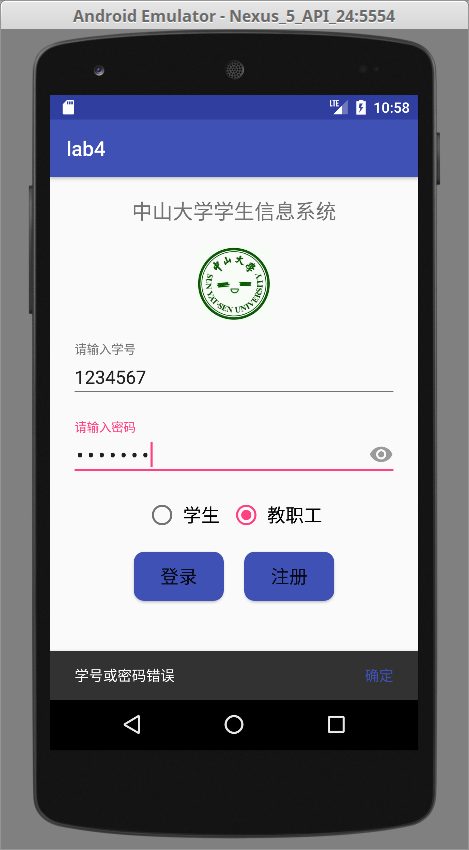 Android Emulator - Nexus_5_API_24:5554
LTE 10:58
lab4
中山大学学生信息系统
中山大学
SUN YAT-SEN UNIVERSITY
请输入学号
1234567
请输入密码
•••••••
学生 教职工
登录 注册
学号或密码错误 确定